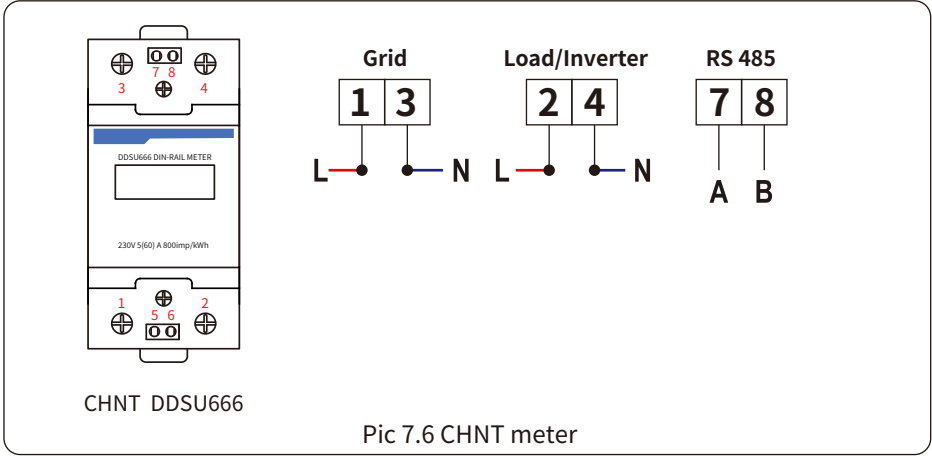 7 8
3 4
DDSU666 DIN-RAIL METER
230V 5(60) A 800imp/kWh
1 2
5 6
CHNT DDSU666
Grid
1 3
L N
Load/Inverter
2 4
L N
RS 485
7 8
A B
Pic 7.6 CHNT meter